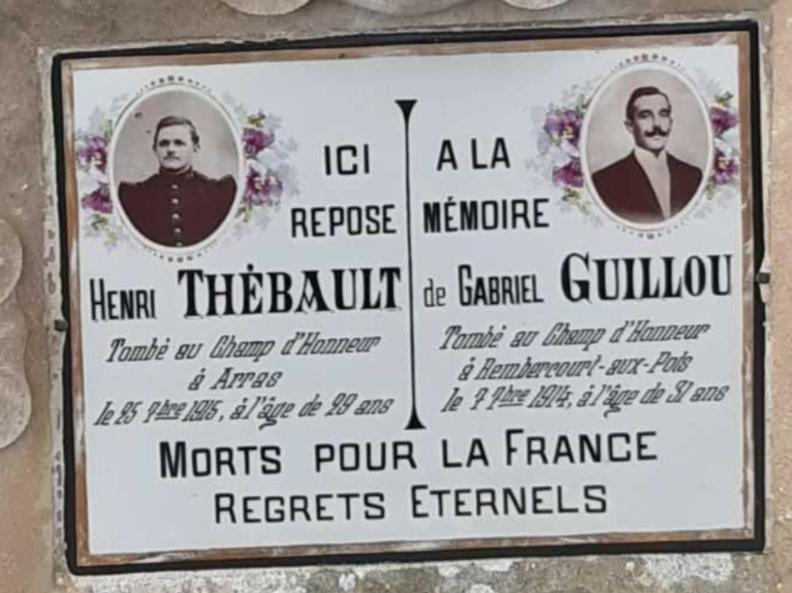 ICI
REPOSE
HENRI THÉBAULT
Tombé au Champ d'Honneur
à Arras
le 25 7bre 1915, à l'âge de 29 ans
A LA
MÉMOIRE
de GABRIEL GUILLOU
Tombé au Champ d'Honneur
à Rembercourt-aux-Pots
le 7 7bre 1914, à l'âge de 31 ans
MORTS POUR LA FRANCE
REGRETS ETERNELS